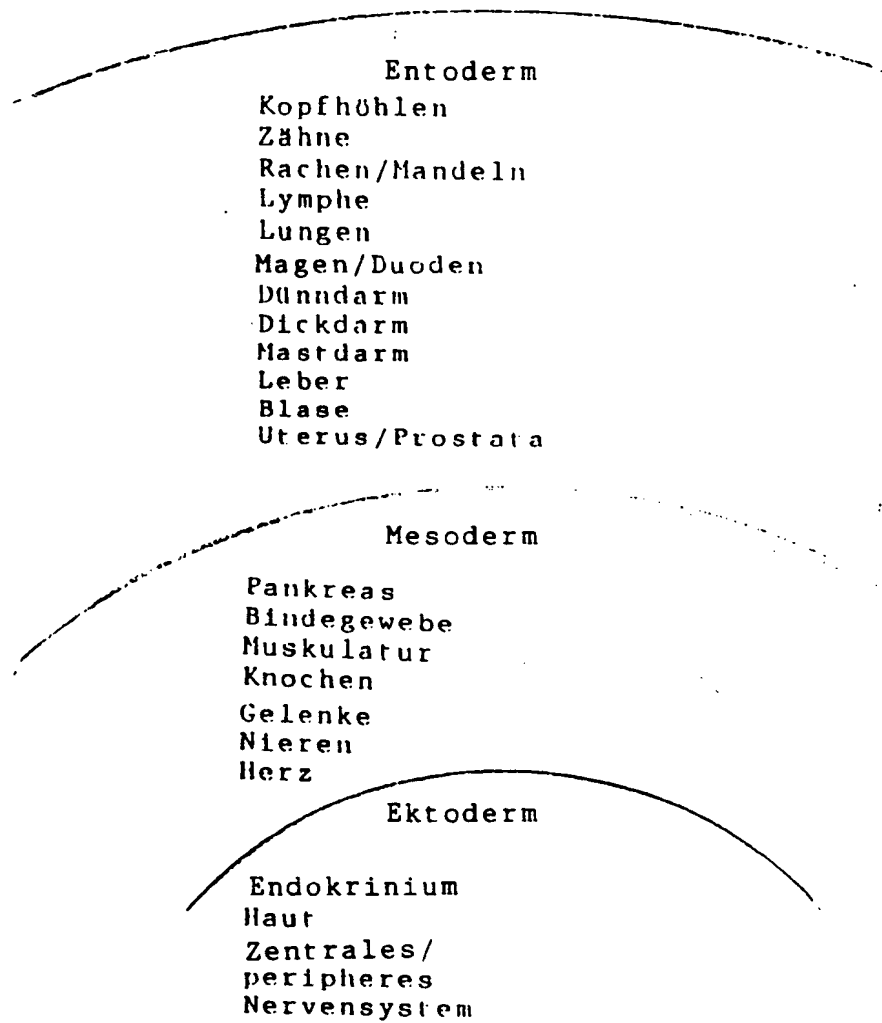 Entoderm
Kopfhöhlen
Zähne
Rachen/Mandeln
Lymphe
Lungen
Magen/Duoden
Dünndarm
Dickdarm
Mastdarm
Leber
Blase
Uterus/Prostata
Mesoderm
Pankreas
Bindegewebe
Muskulatur
Knochen
Gelenke
Nieren
Herz
Ektoderm
Endokrinium
Haut
Zentrales/
peripheres
Nervensystem